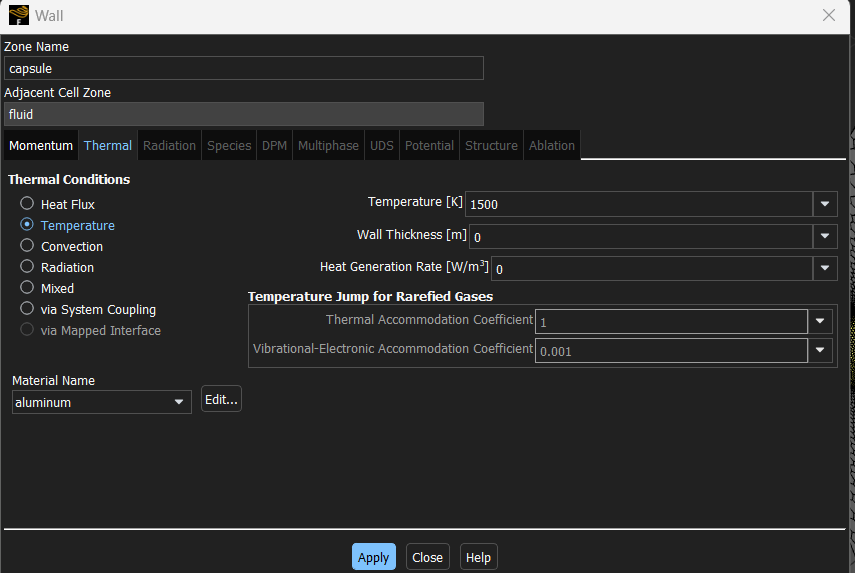 Wall
Zone Name
capsule
Adjacent Cell Zone
fluid
Momentum Thermal Radiation Species DPM Multiphase UDS Potential Structure Ablation
Thermal Conditions
Heat Flux
Temperature
Convection
Radiation
Mixed
via System Coupling
via Mapped Interface
Temperature [K] 1500
Wall Thickness [m] 0
Heat Generation Rate [W/m³] 0
Temperature Jump for Rarefied Gases
Thermal Accommodation Coefficient 1
Vibrational-Electronic Accommodation Coefficient 0.001
Material Name
aluminum Edit...
Apply Close Help